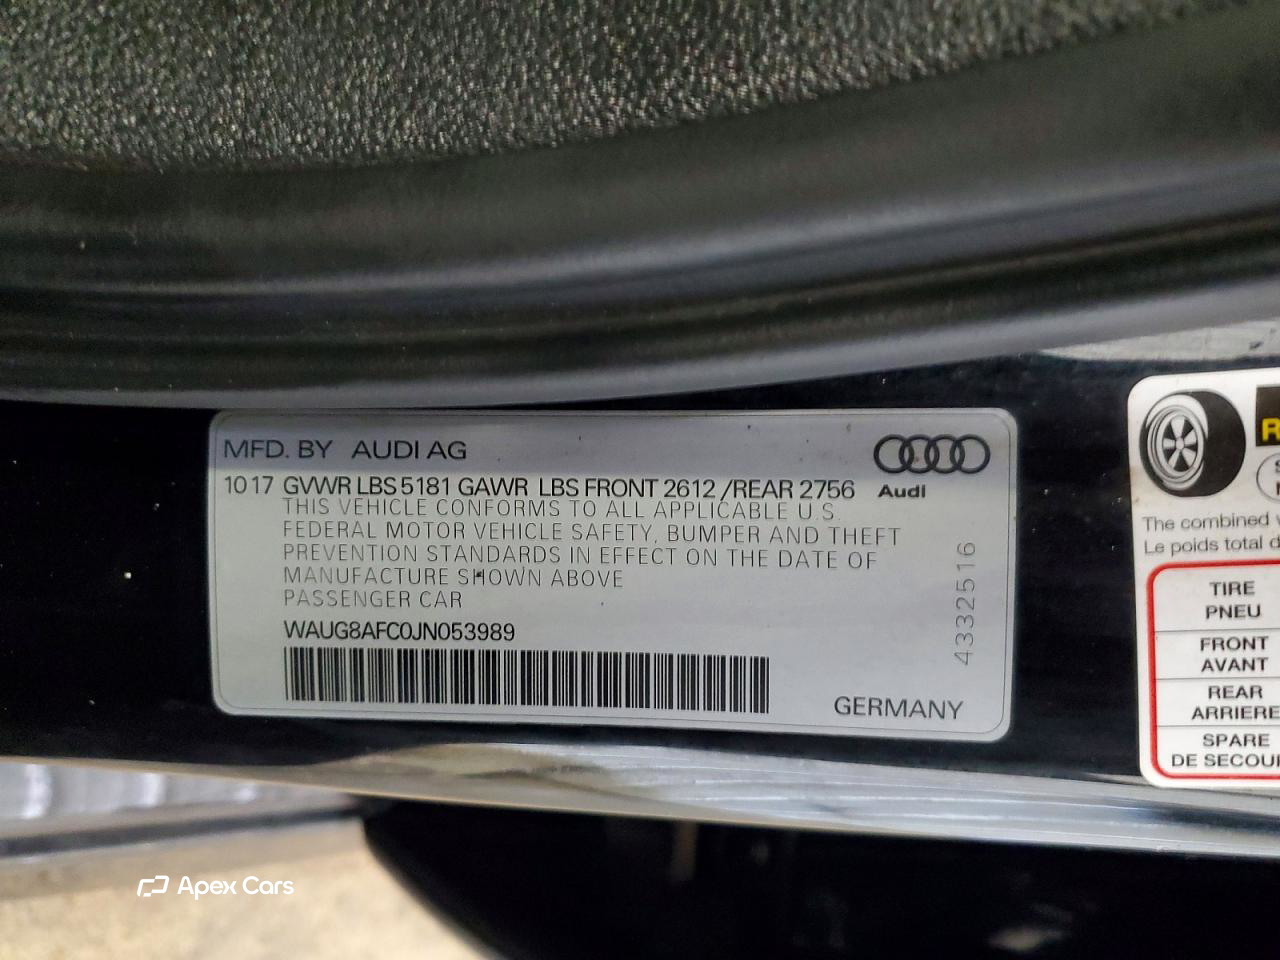 MFD. BY AUDI AG
Audi
10 17 GVWR LBS 5181 GAWR LBS FRONT 2612 /REAR 2756
THIS VEHICLE CONFORMS TO ALL APPLICABLE U.S.
FEDERAL MOTOR VEHICLE SAFETY, BUMPER AND THEFT
PREVENTION STANDARDS IN EFFECT ON THE DATE OF
MANUFACTURE SHOWN ABOVE
PASSENGER CAR
WAUG8AFC0JN053989
GERMANY
4332516
The combined
Le poids total
TIRE
PNEU
FRONT
AVANT
REAR
ARRIERE
SPARE
DE
Apex Cars